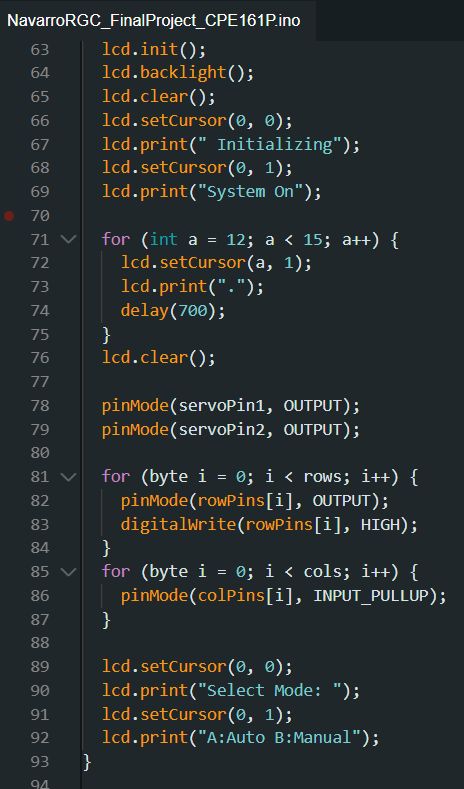 NavarroRGC_FinalProject_CPE161P.ino
63 lcd.init();
64 lcd.backlight();
65 lcd.clear();
66 lcd.setCursor(0, 0);
67 lcd.print(" Initializing");
68 lcd.setCursor(0, 1);
69 lcd.print("System On");
70
71 for (int a = 12; a < 15; a++) {
72 lcd.setCursor(a, 1);
73 lcd.print(".");
74 delay(700);
75 }
76 lcd.clear();
77
78 pinMode(servoPin1, OUTPUT);
79 pinMode(servoPin2, OUTPUT);
80
81 for (byte i = 0; i < rows; i++) {
82 pinMode(rowPins[i], OUTPUT);
83 digitalWrite(rowPins[i], HIGH);
84 }
85 for (byte i = 0; i < cols; i++) {
86 pinMode(colPins[i], INPUT_PULLUP);
87 }
88
89 lcd.setCursor(0, 0);
90 lcd.print("Select Mode: ");
91 lcd.setCursor(0, 1);
92 lcd.print("A:Auto B:Manual");
93 }
94